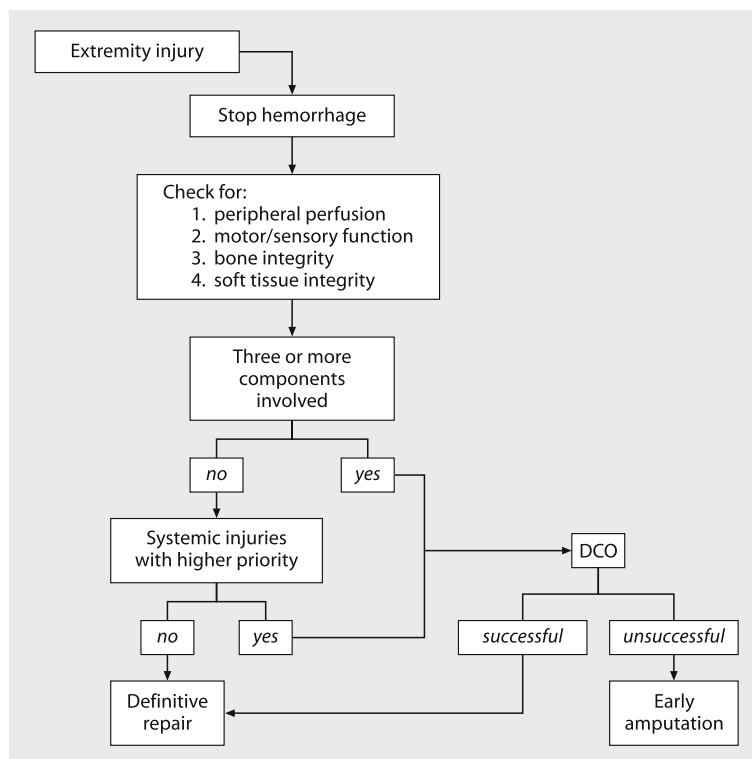 Extremity injury
Stop hemorrhage
Check for:
1. peripheral perfusion
2. motor/sensory function
3. bone integrity
4. soft tissue integrity
Three or more
components
involved
no
yes
Systemic injuries
with higher priority
DCO
no
yes
successful
unsuccessful
Definitive
repair
Early
amputation